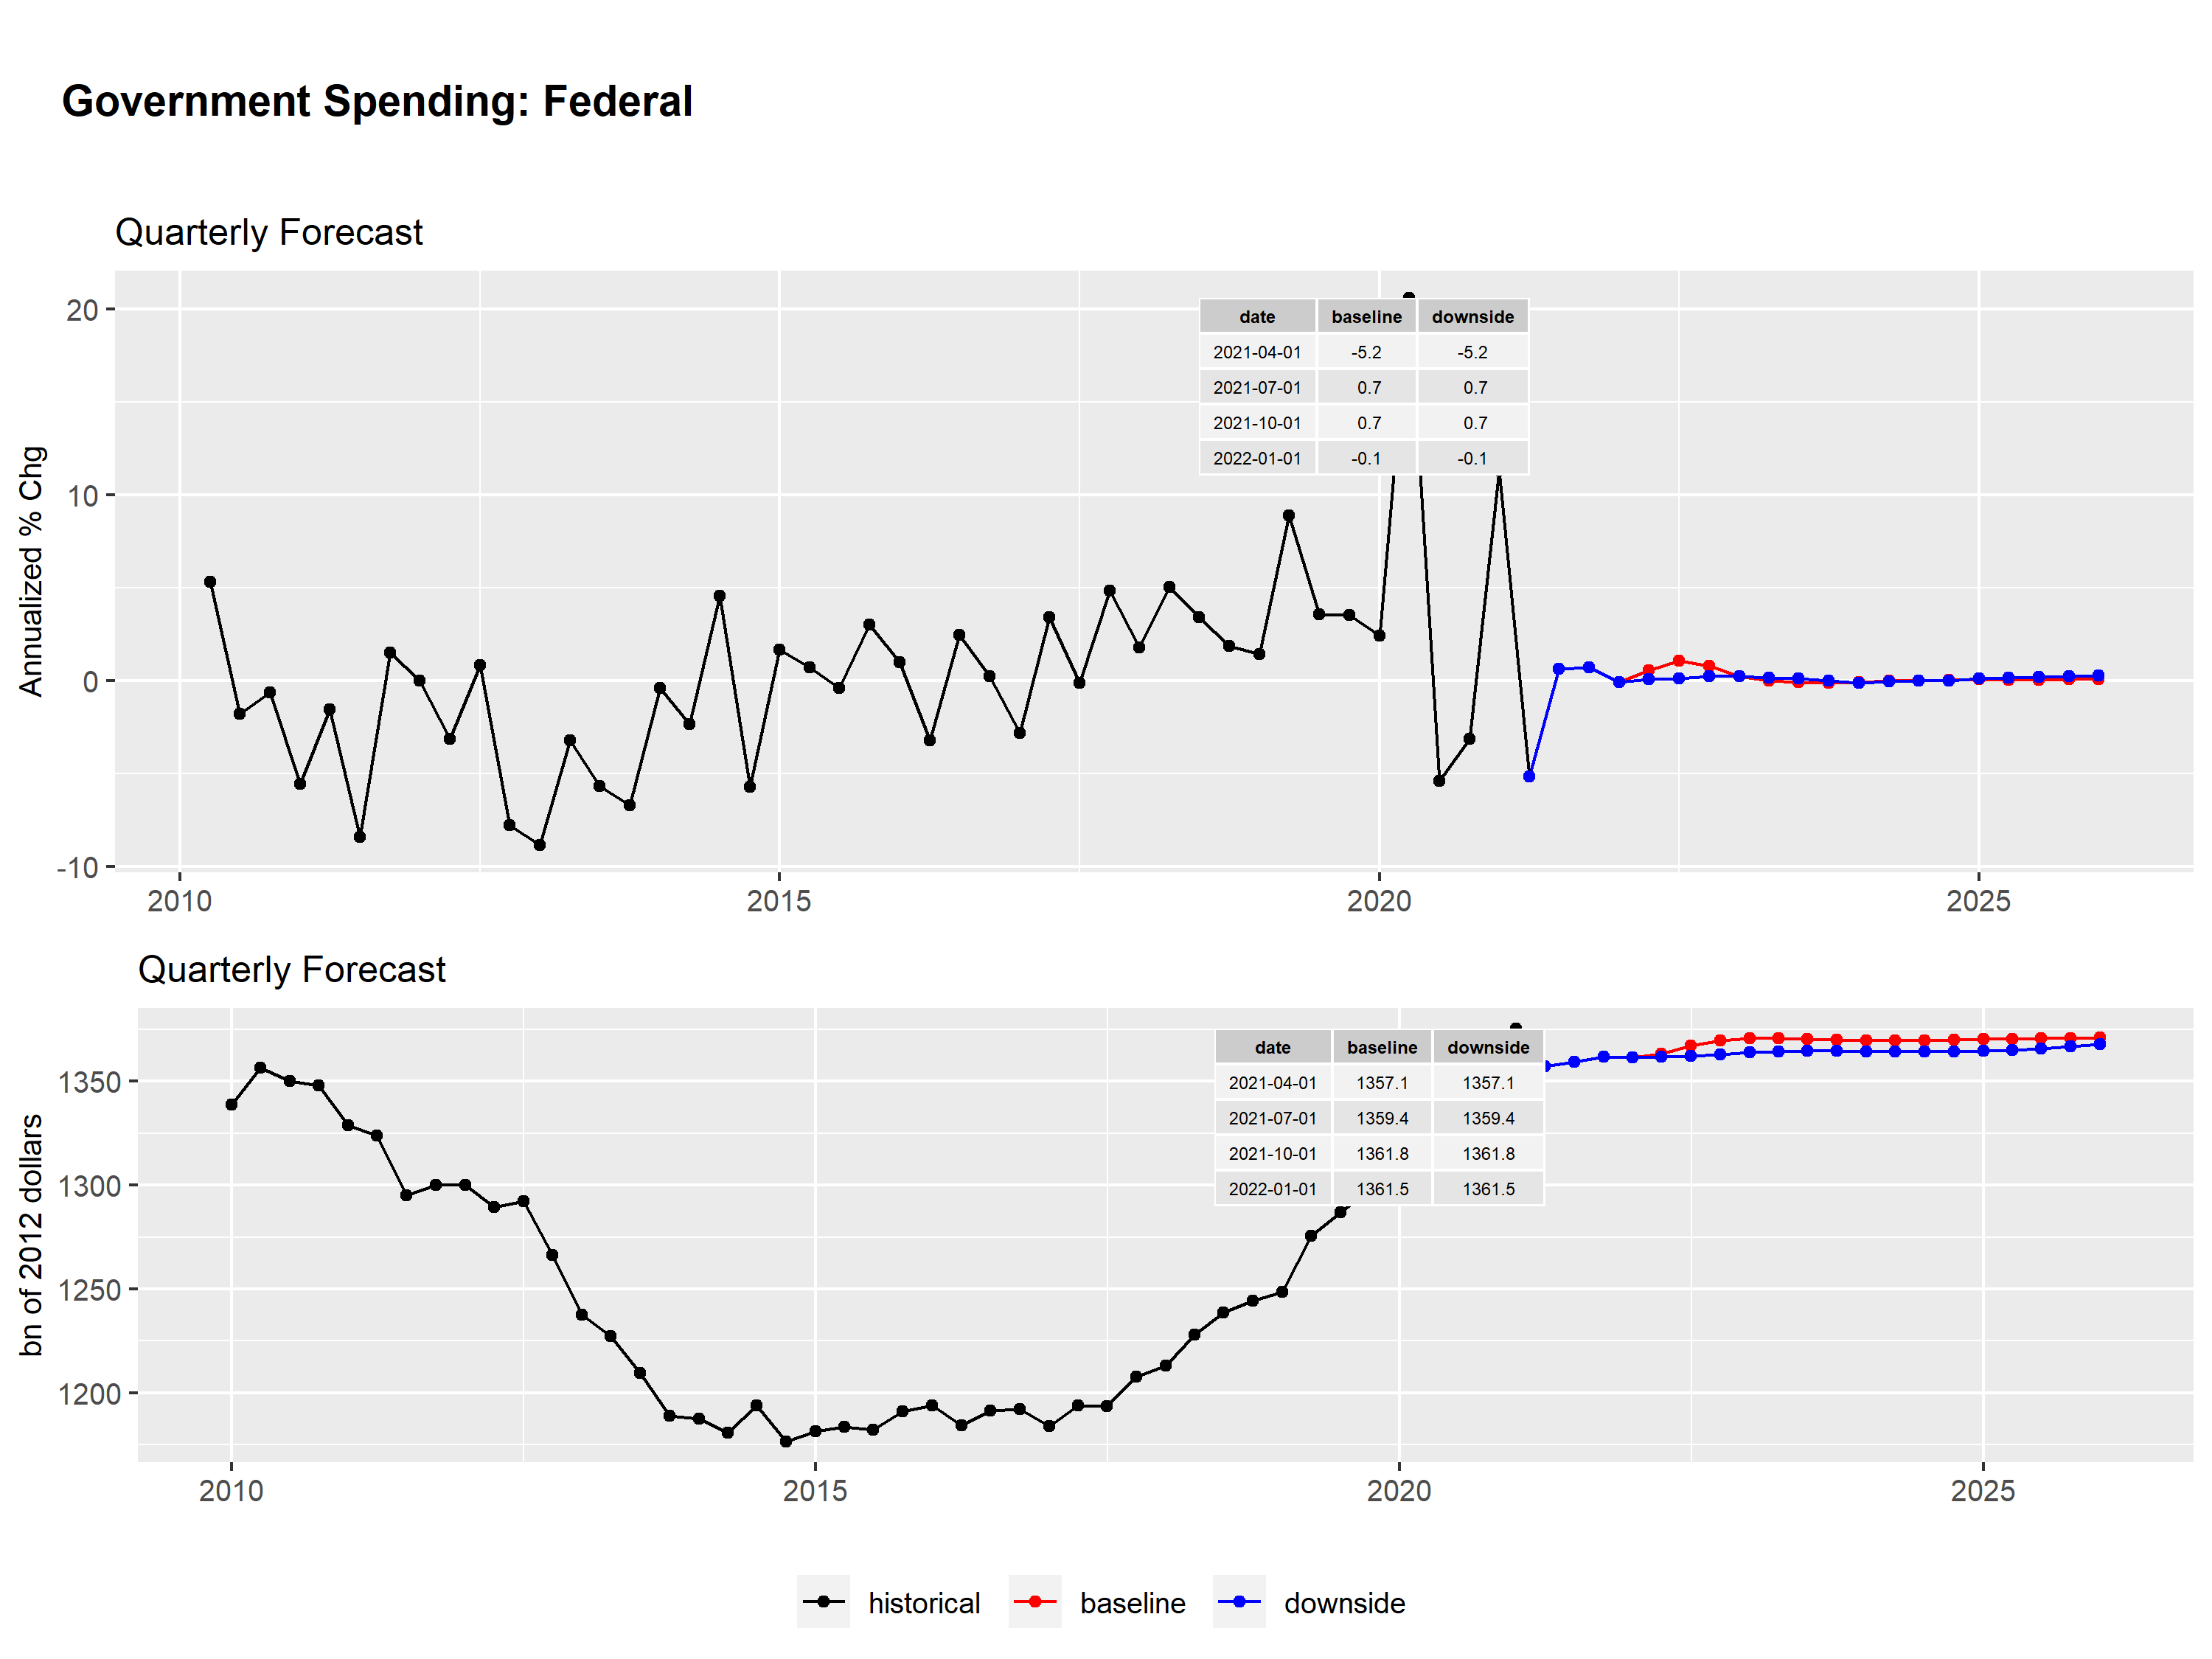 Government Spending: Federal
Quarterly Forecast
Annualized % Chg
20
10
0
-10
date baseline downside
2021-04-01 -5.2 -5.2
2021-07-01 0.7 0.7
2021-10-01 0.7 0.7
2022-01-01 -0.1 -0.1
2010 2015 2020 2025
Quarterly Forecast
bn of 2012 dollars
1350
1300
1250
1200
date baseline downside
2021-04-01 1357.1 1357.1
2021-07-01 1359.4 1359.4
2021-10-01 1361.8 1361.8
2022-01-01 1361.5 1361.5
2010 2015 2020 2025
historical baseline downside